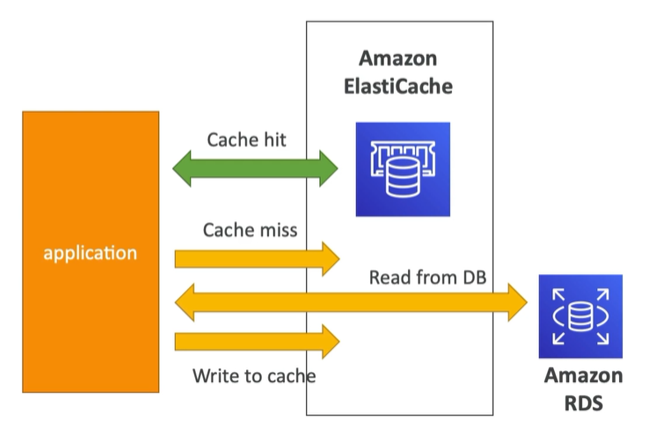 Amazon
ElastiCache
Cache hit
Cache miss
application
Read from DB
Write to cache
Amazon
RDS